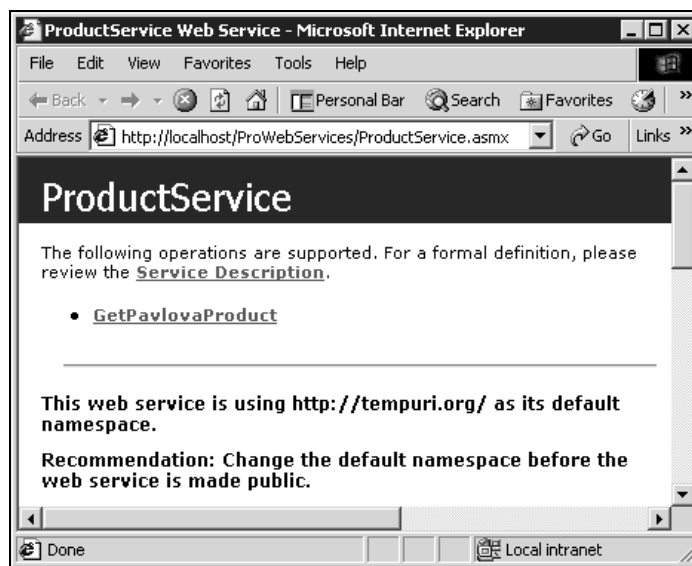 ProductService Web Service - Microsoft Internet Explorer
File Edit View Favorites Tools Help
Back Personal Bar Search Favorites »
Address http://localhost/ProWebServices/ProductService.asmx Go Links »
ProductService
The following operations are supported. For a formal definition, please
review the Service Description.
• GetPavlovaProduct
This web service is using http://tempuri.org/ as its default
namespace.
Recommendation: Change the default namespace before the
web service is made public.
Done Local intranet